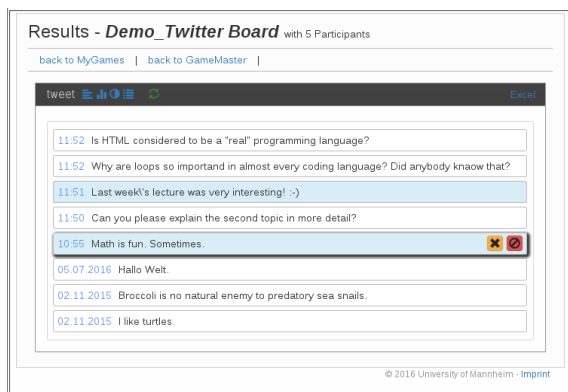 Results - Demo_Twitter Board with 5 Participants
back to MyGames | back to GameMaster |
tweet Excel
11:52 Is HTML considered to be a "real" programming language?
11:52 Why are loops so importand in almost every coding language? Did anybody knaow that?
11:51 Last week\'s lecture was very interesting! :-)
11:50 Can you please explain the second topic in more detail?
10:55 Math is fun. Sometimes.
05.07.2016 Hallo Welt.
02.11.2015 Broccoli is no natural enemy to predatory sea snails.
02.11.2015 I like turtles.
© 2016 University of Mannheim - Imprint